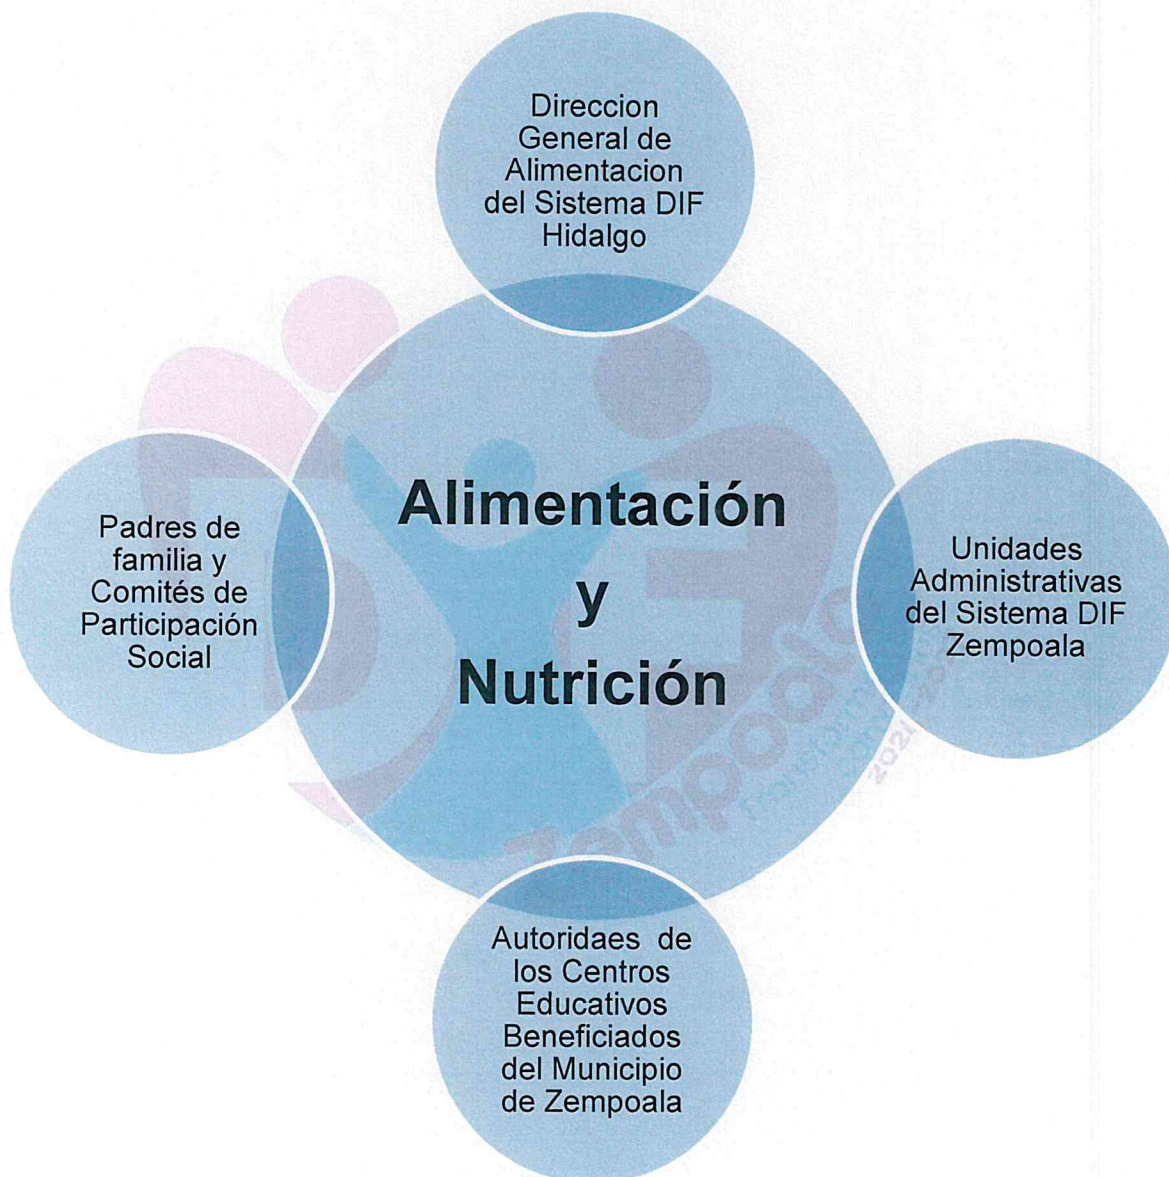 Direccion
General de
Alimentacion
del Sistema DIF
Hidalgo
Padres de
familia y
Comités de
Participación
Social
Alimentación
y
Nutrición
Unidades
Administrativas
del Sistema DIF
Zempoala
Zempoala
Autoridaes de
los Centros
Educativos
Beneficiados
del Municipio
de Zempoala